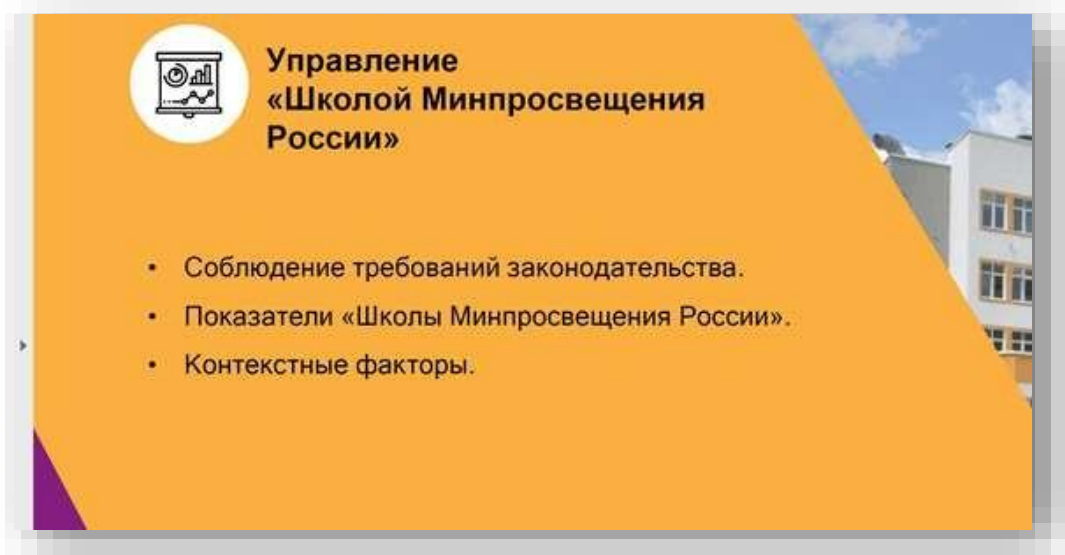 Управление
«Школой Минпросвещения
России»
• Соблюдение требований законодательства.
• Показатели «Школы Минпросвещения России».
• Контекстные факторы.